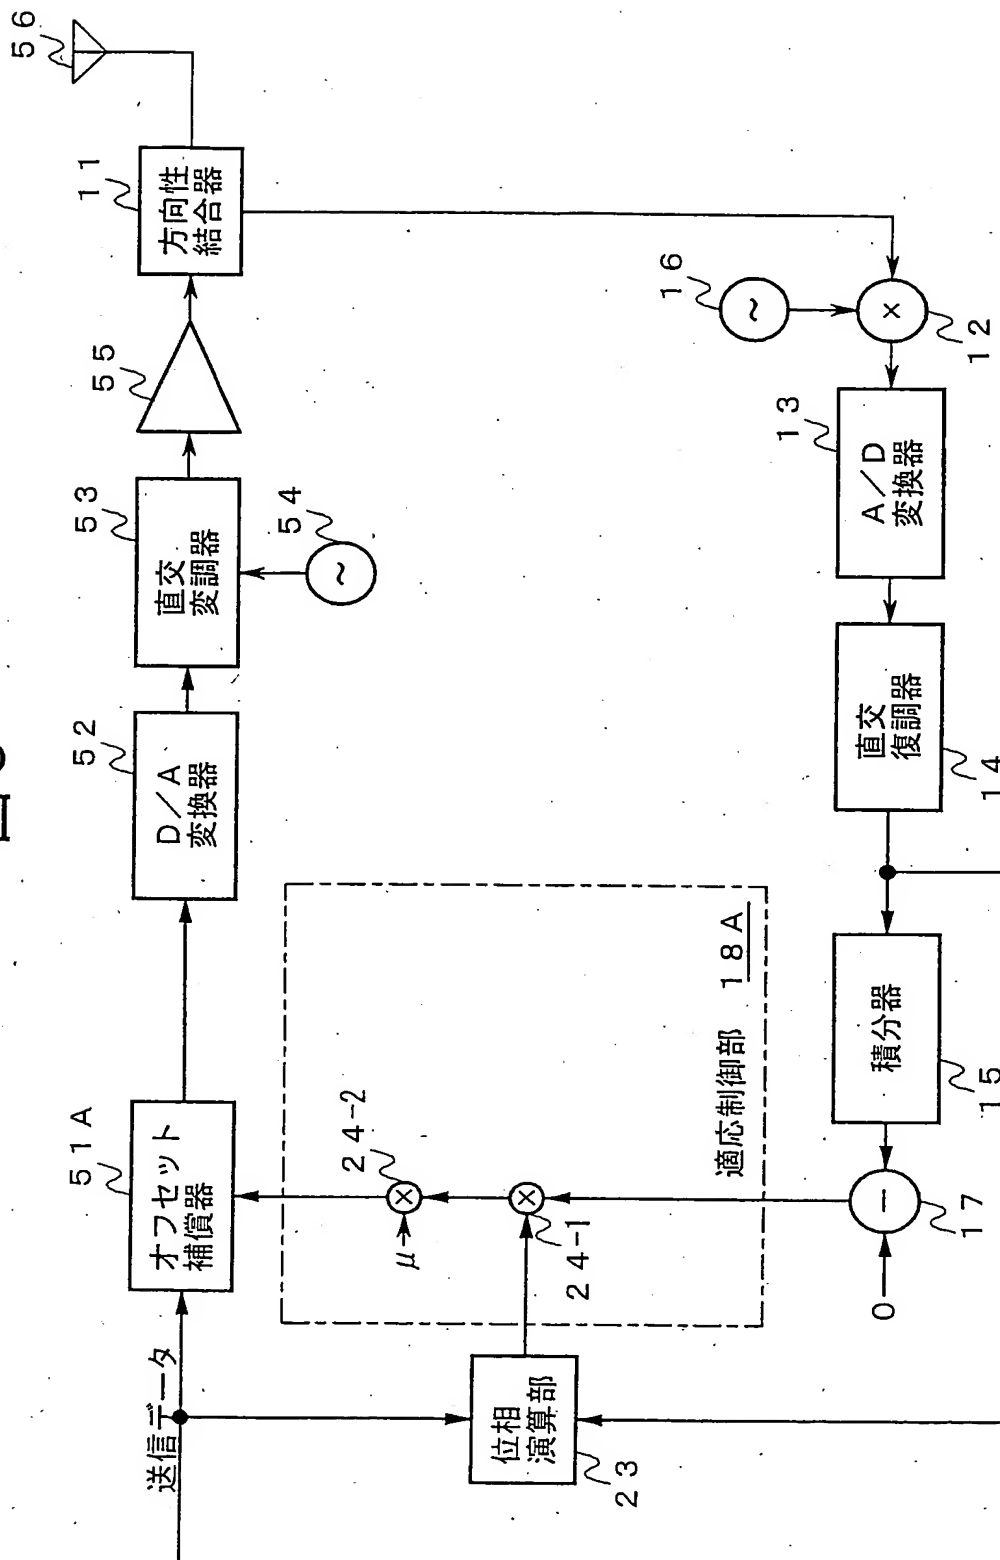 送信データ
51A
オフセット
補償器
52
D/A
変換器
53
直交
変調器
54
~
55
11
方向性
結合器
56
位相
演算部
23
μ
×
24-2
×
24-1
適応制御部
18A
16
~
×
12
13
A/D
変換器
直交
復調器
14
積分器
15
−
17
0